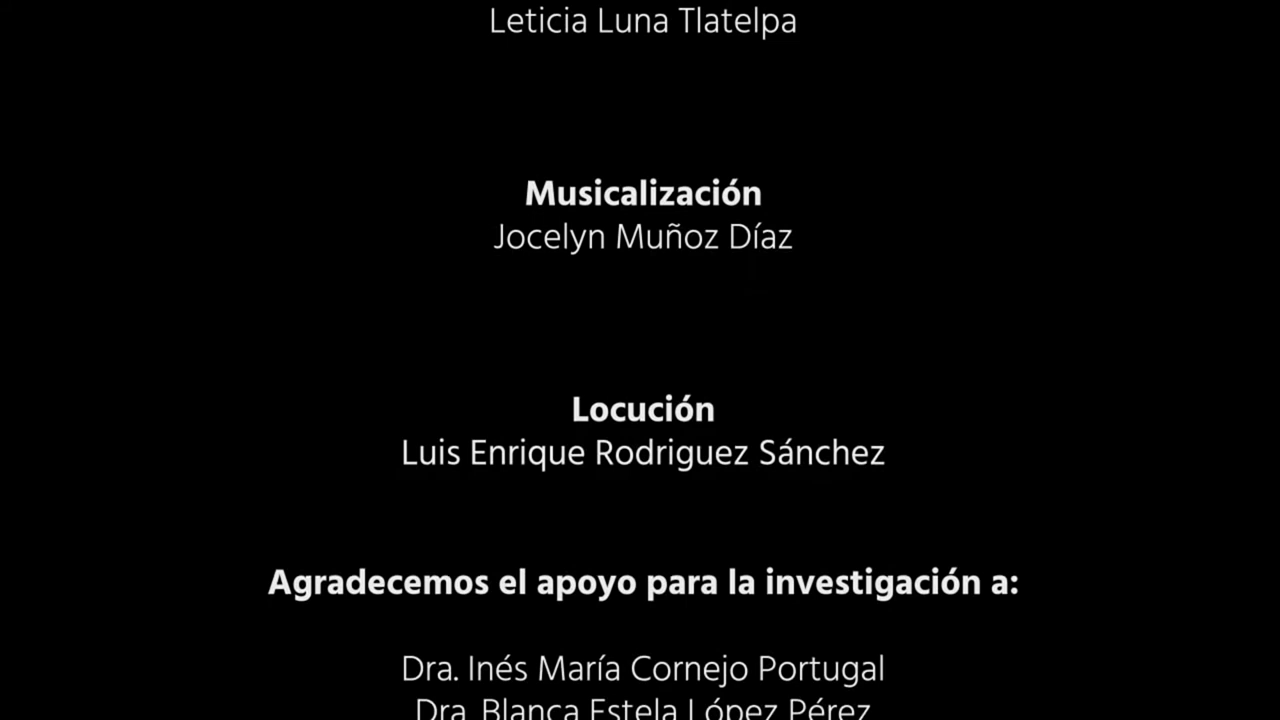 Leticia Luna Tlatelpa
Musicalización
Jocelyn Muñoz Díaz
Locución
Luis Enrique Rodriguez Sánchez
Agradecemos el apoyo para la investigación a:
Dra. Inés María Cornejo Portugal
Dra. Blanca Estela López Pérez